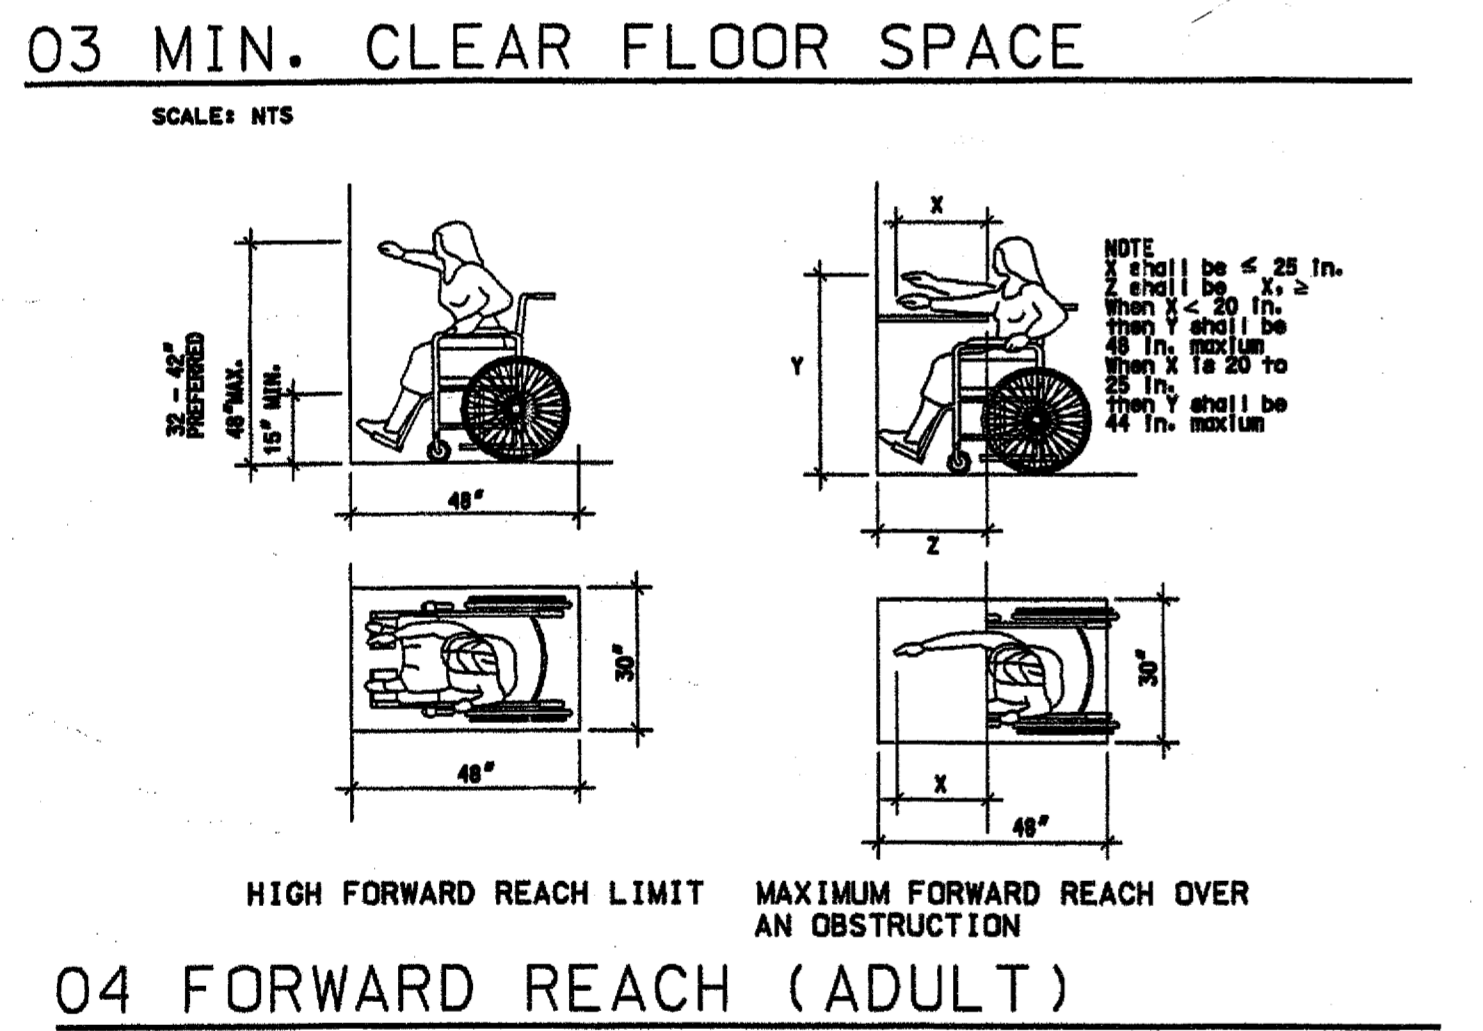 03 MIN. CLEAR FLOOR SPACE
SCALE: NTS
32 - 42"
PREFERRED
48"MAX.
15" MIN.
48"
30"
48"
X
Y
Z
NOTE
X shall be ≤ 25 in.
Z shall be X. ≥
When X < 20 in.
then Y shall be
48 in. maxium
When X is 20 to
25 in.
then Y shall be
44 in. maxium
30"
X
48"
HIGH FORWARD REACH LIMIT
MAXIMUM FORWARD REACH OVER
AN OBSTRUCTION
04 FORWARD REACH (ADULT)